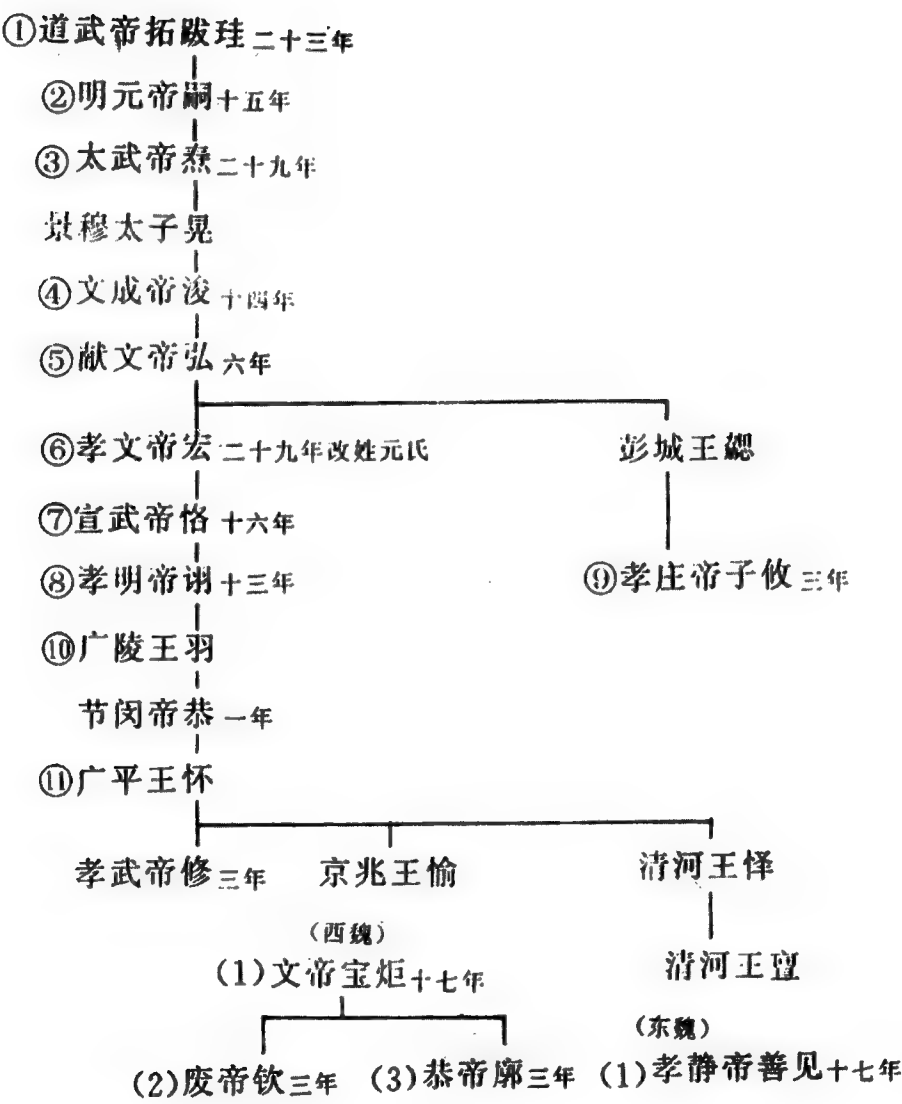 ①道武帝拓跋珪二十三年
②明元帝嗣十五年
③太武帝焘二十九年
景穆太子晃
④文成帝浚十四年
⑤献文帝弘六年
⑥孝文帝宏二十九年改姓元氏 彭城王勰
⑦宣武帝恪十六年
⑧孝明帝诩十三年 ⑨孝庄帝子攸三年
⑩广陵王羽
节闵帝恭一年
⑪广平王怀
孝武帝修三年 京兆王愉 清河王怿
(西魏)
(1)文帝宝炬十七年 清河王亶
(东魏)
(2)废帝钦三年 (3)恭帝廓三年 (1)孝静帝善见十七年